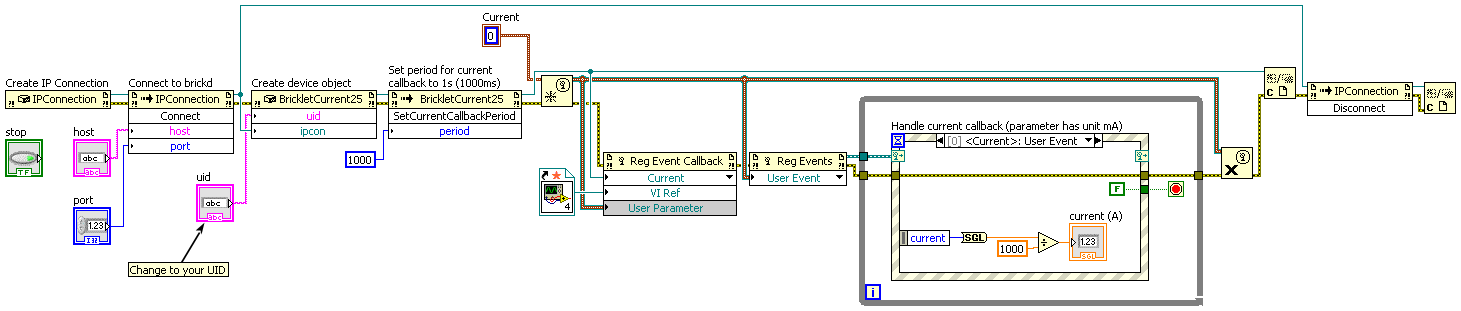 Current
0
Create IP Connection
IPConnection
Connect to brickd
IPConnection
Connect
host
port
Create device object
BrickletCurrent25
uid
ipcon
Set period for current
callback to 1s (1000ms)
BrickletCurrent25
SetCurrentCallbackPeriod
period
1000
stop
TF
host
abc
abc
uid
abc
abc
port
1.23
Change to your UID
4
Reg Event Callback
Current
VI Ref
User Parameter
Reg Events
User Event
Handle current callback (parameter has unit mA)
[0] <Current>: User Event
F
current
SGL
1000
÷
current (A)
1.23
SGL
i
X
C
IPConnection
Disconnect
C